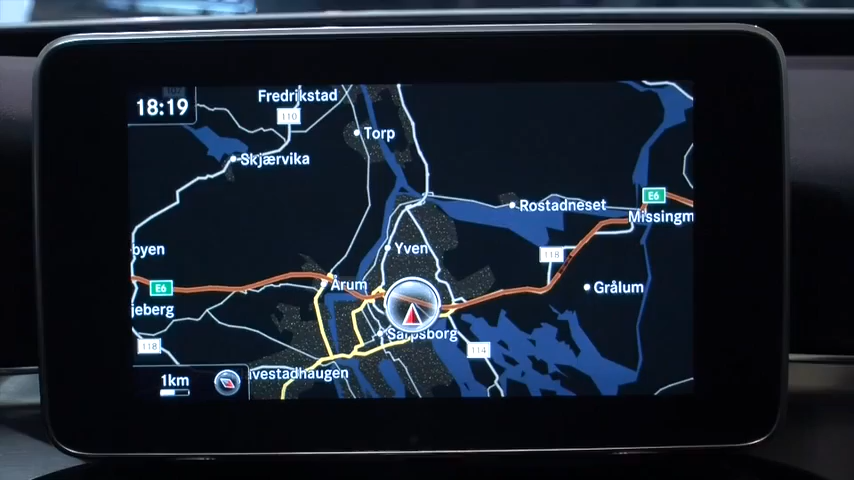 18:19
Fredrikstad
110
Torp
Skjærvika
E6
Rostadneset
Missingm
byen
Yven
118
E6
Årum
Grålum
jeberg
Sarpsborg
118
114
1km
avestadhaugen